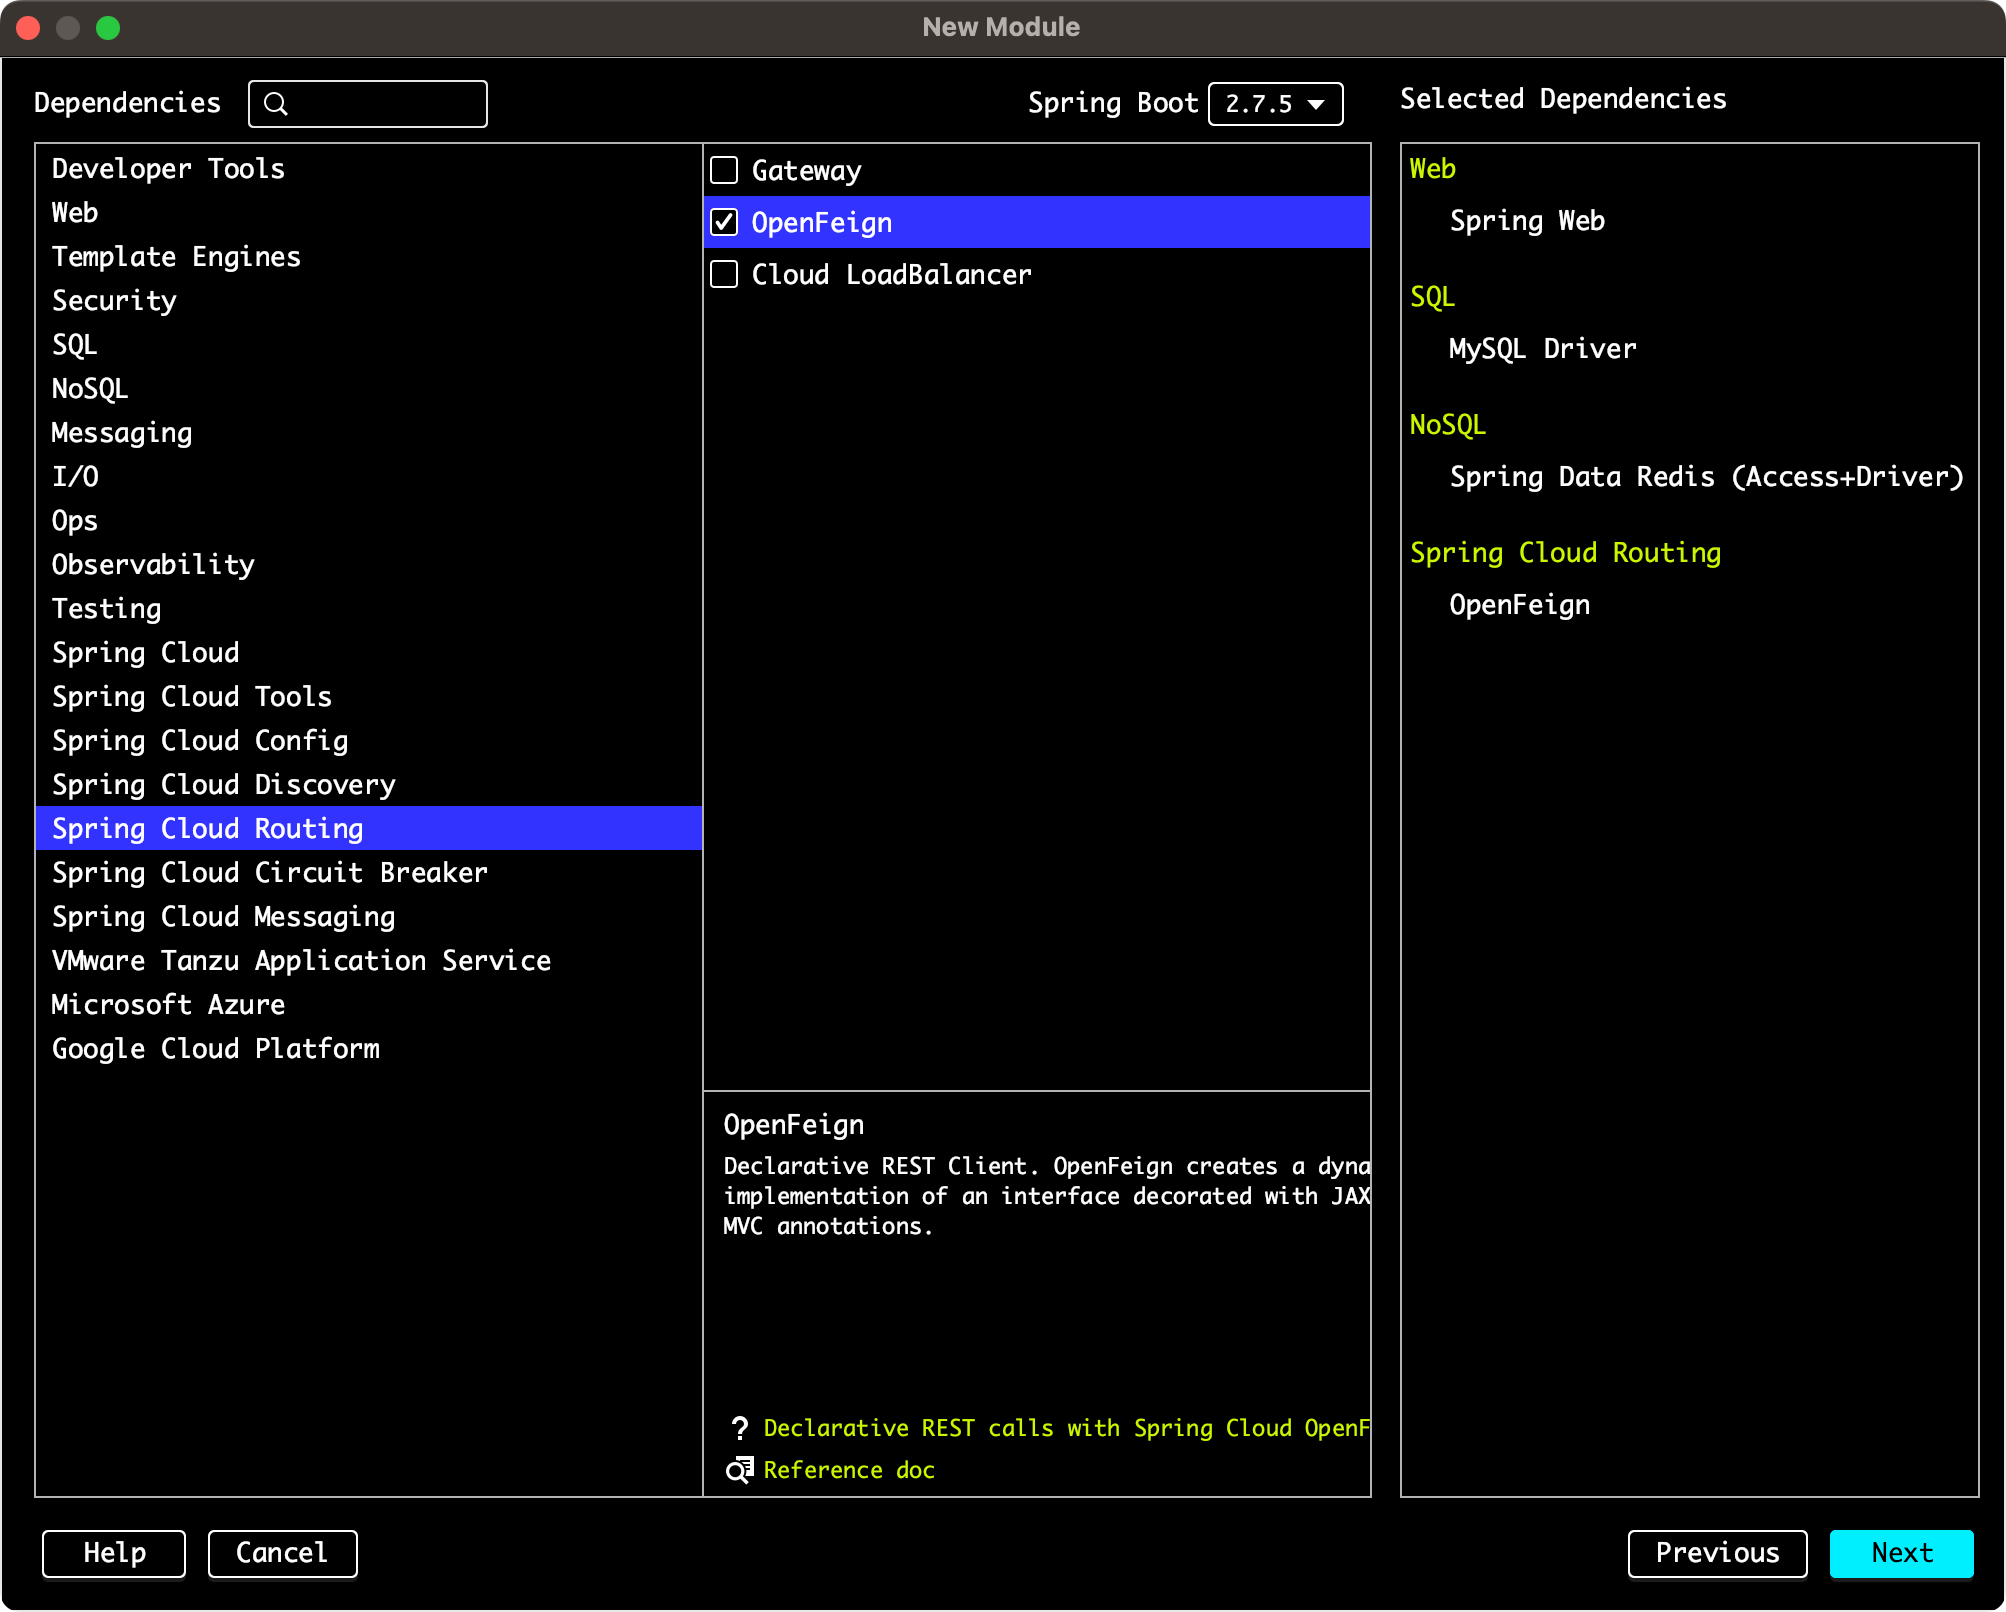 New Module
Dependencies
Spring Boot 2.7.5
Selected Dependencies
Developer Tools
Web
Template Engines
Security
SQL
NoSQL
Messaging
I/O
Ops
Observability
Testing
Spring Cloud
Spring Cloud Tools
Spring Cloud Config
Spring Cloud Discovery
Spring Cloud Routing
Spring Cloud Circuit Breaker
Spring Cloud Messaging
VMware Tanzu Application Service
Microsoft Azure
Google Cloud Platform
Gateway
OpenFeign
Cloud LoadBalancer
OpenFeign
Declarative REST Client. OpenFeign creates a dyna
implementation of an interface decorated with JAX
MVC annotations.
? Declarative REST calls with Spring Cloud OpenF
Reference doc
Web
Spring Web
SQL
MySQL Driver
NoSQL
Spring Data Redis (Access+Driver)
Spring Cloud Routing
OpenFeign
Help
Cancel
Previous
Next